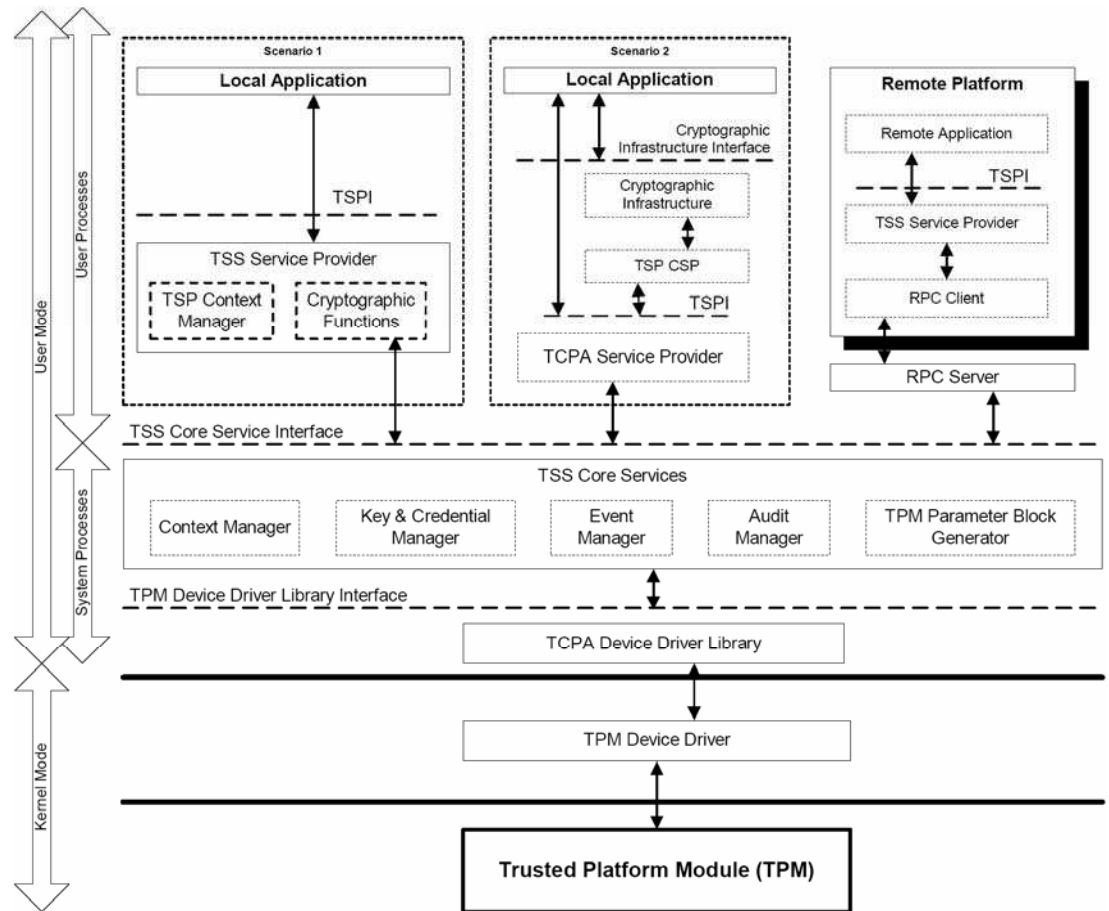 Scenario 1
Local Application
TSPI
TSS Service Provider
TSP Context
Manager
Cryptographic
Functions
Scenario 2
Local Application
Cryptographic
Infrastructure Interface
Cryptographic
Infrastructure
TSP CSP
TSPI
TCPA Service Provider
Remote Platform
Remote Application
TSPI
TSS Service Provider
RPC Client
RPC Server
User Mode
User Processes
TSS Core Service Interface
TSS Core Services
Context Manager
Key & Credential
Manager
Event
Manager
Audit
Manager
TPM Parameter Block
Generator
System Processes
TPM Device Driver Library Interface
TCPA Device Driver Library
Kernel Mode
TPM Device Driver
Trusted Platform Module (TPM)